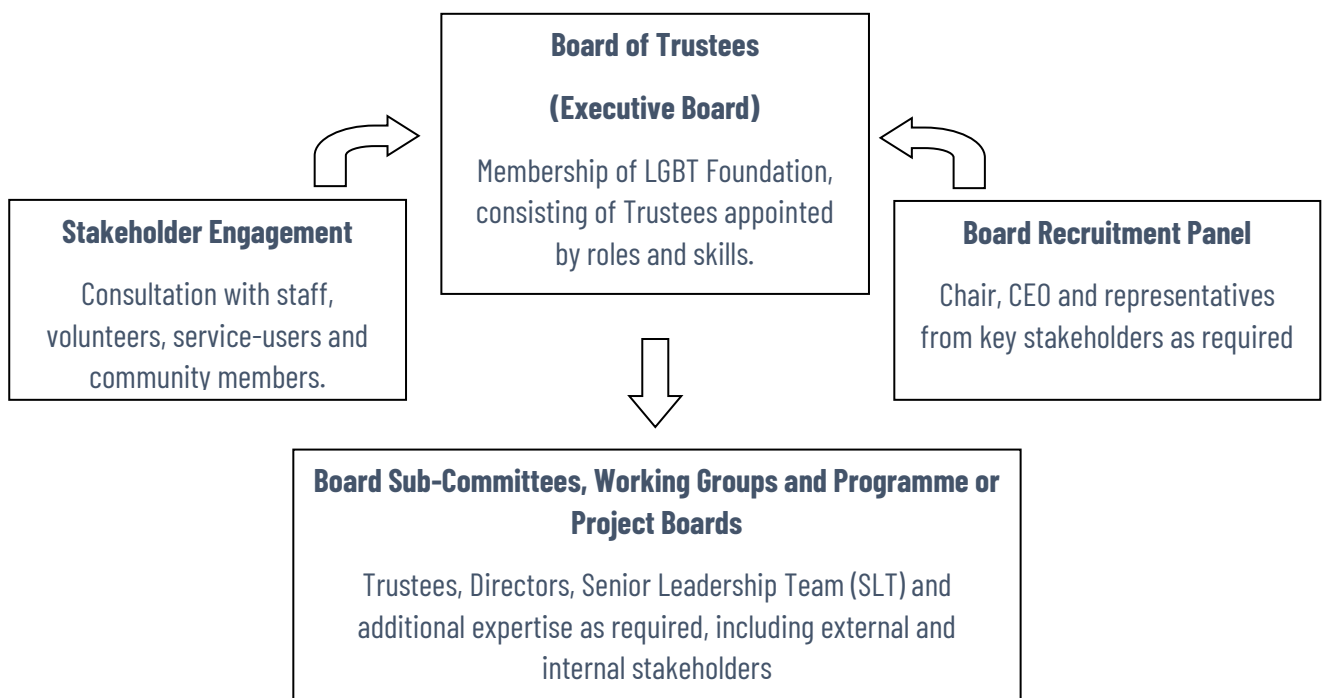 Board of Trustees
(Executive Board)
Membership of LGBT Foundation,
consisting of Trustees appointed
by roles and skills.
Stakeholder Engagement
Consultation with staff,
volunteers, service-users and
community members.
Board Recruitment Panel
Chair, CEO and representatives
from key stakeholders as required
Board Sub-Committees, Working Groups and Programme or
Project Boards
Trustees, Directors, Senior Leadership Team (SLT) and
additional expertise as required, including external and
internal stakeholders